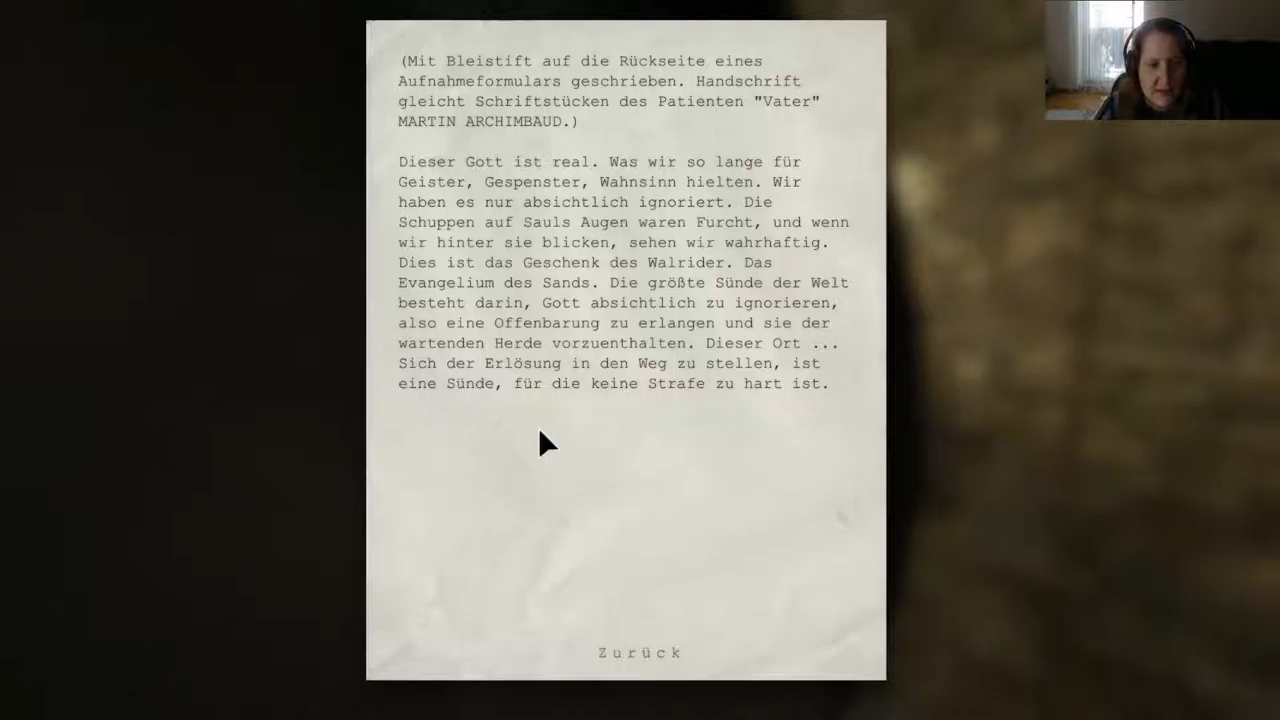 (Mit Bleistift auf die Rückseite eines
Aufnahmeformulars geschrieben. Handschrift
gleicht Schriftstücken des Patienten "Vater"
MARTIN ARCHIMBAUD.)
Dieser Gott ist real. Was wir so lange für
Geister, Gespenster, Wahnsinn hielten. Wir
haben es nur absichtlich ignoriert. Die
Schuppen auf Sauls Augen waren Furcht, und wenn
wir hinter sie blicken, sehen wir wahrhaftig.
Dies ist das Geschenk des Walrider. Das
Evangelium des Sands. Die größte Sünde der Welt
besteht darin, Gott absichtlich zu ignorieren,
also eine Offenbarung zu erlangen und sie der
wartenden Herde vorzuenthalten. Dieser Ort ...
Sich der Erlösung in den Weg zu stellen, ist
eine Sünde, für die keine Strafe zu hart ist.
Zurück